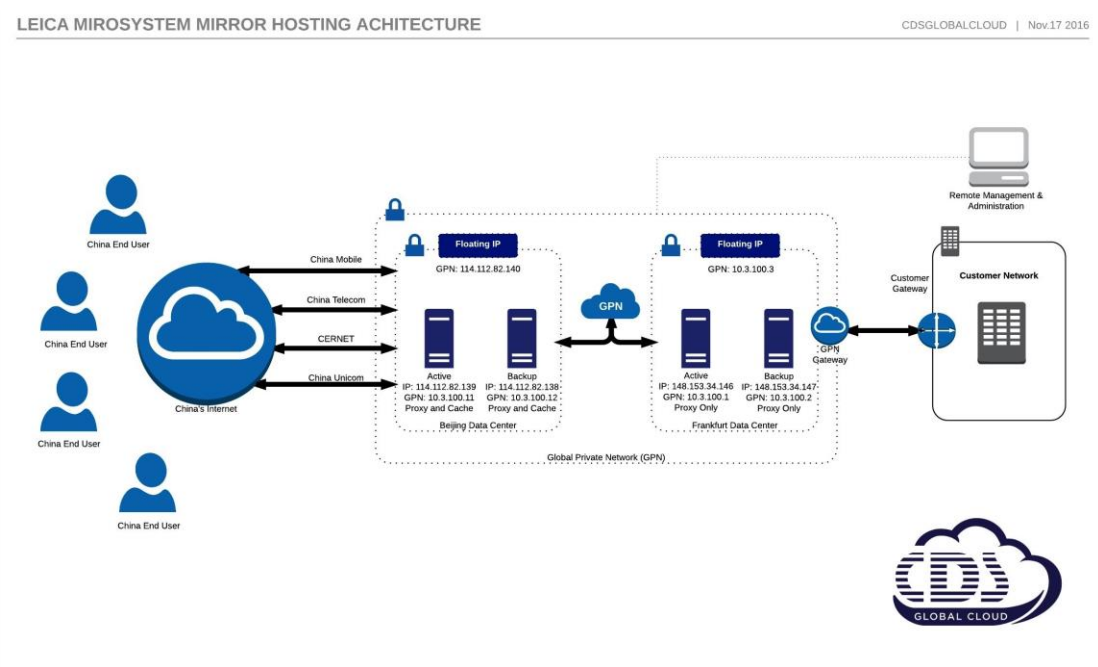 LEICA MIROSYSTEM MIRROR HOSTING ACHITECTURE
CDSGLOBALCLOUD | Nov.17 2016
Remote Management &
Administration
China End User
China End User
China End User
China End User
China's Internet
China Mobile
China Telecom
CERNET
China Unicom
Floating IP
GPN: 114.112.82.140
Active
IP: 114.112.82.139
GPN: 10.3.100.11
Proxy and Cache
Backup
IP: 114.112.82.138
GPN: 10.3.100.12
Proxy and Cache
Beijing Data Center
GPN
Floating IP
GPN: 10.3.100.3
Active
IP: 148.153.34.146
GPN: 10.3.100.1
Proxy Only
Backup
IP: 148.153.34.147
GPN: 10.3.100.2
Proxy Only
Frankfurt Data Center
Global Private Network (GPN)
GPN
Gateway
Customer
Gateway
Customer Network
CDS
GLOBAL CLOUD